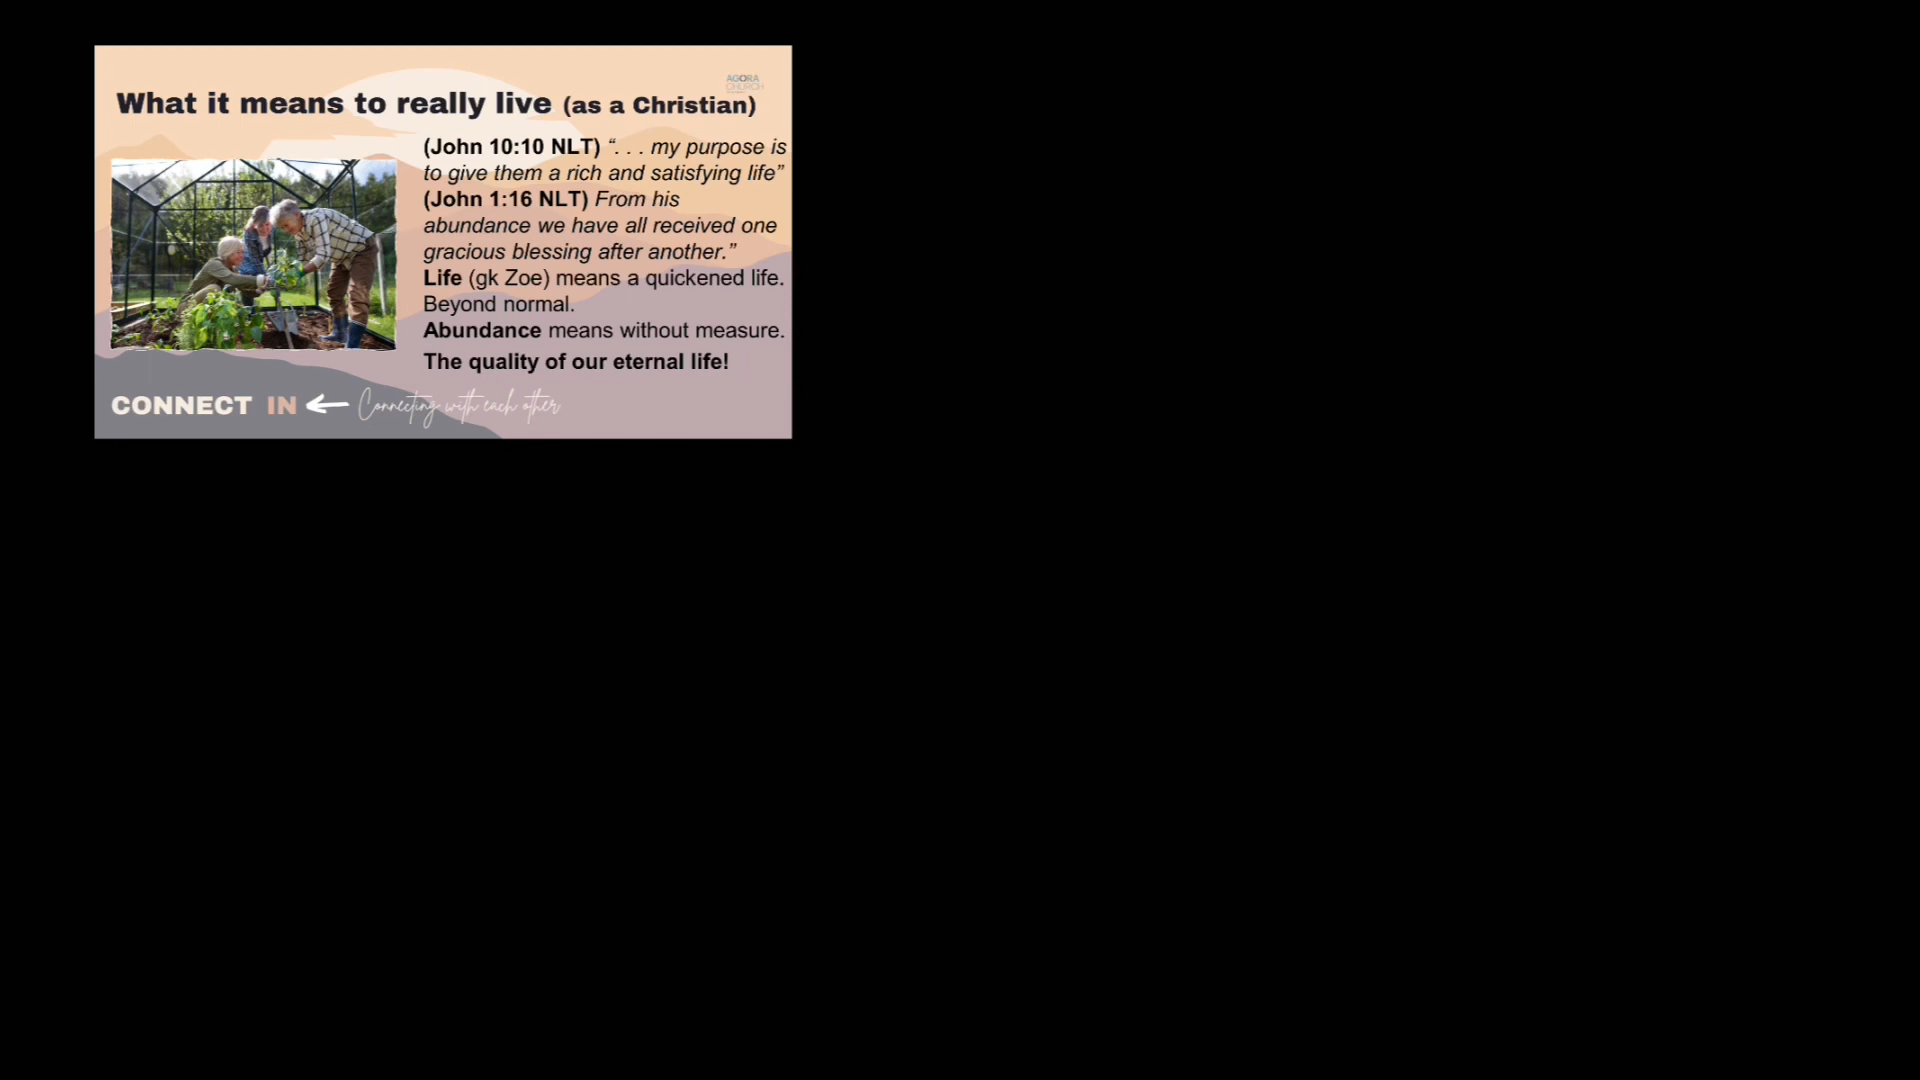 AGORA
CHURCH
What it means to really live (as a Christian)
(John 10:10 NLT) “. . . my purpose is
to give them a rich and satisfying life”
(John 1:16 NLT) From his
abundance we have all received one
gracious blessing after another.”
Life (gk Zoe) means a quickened life.
Beyond normal.
Abundance means without measure.
The quality of our eternal life!
CONNECT IN Connecting with each other